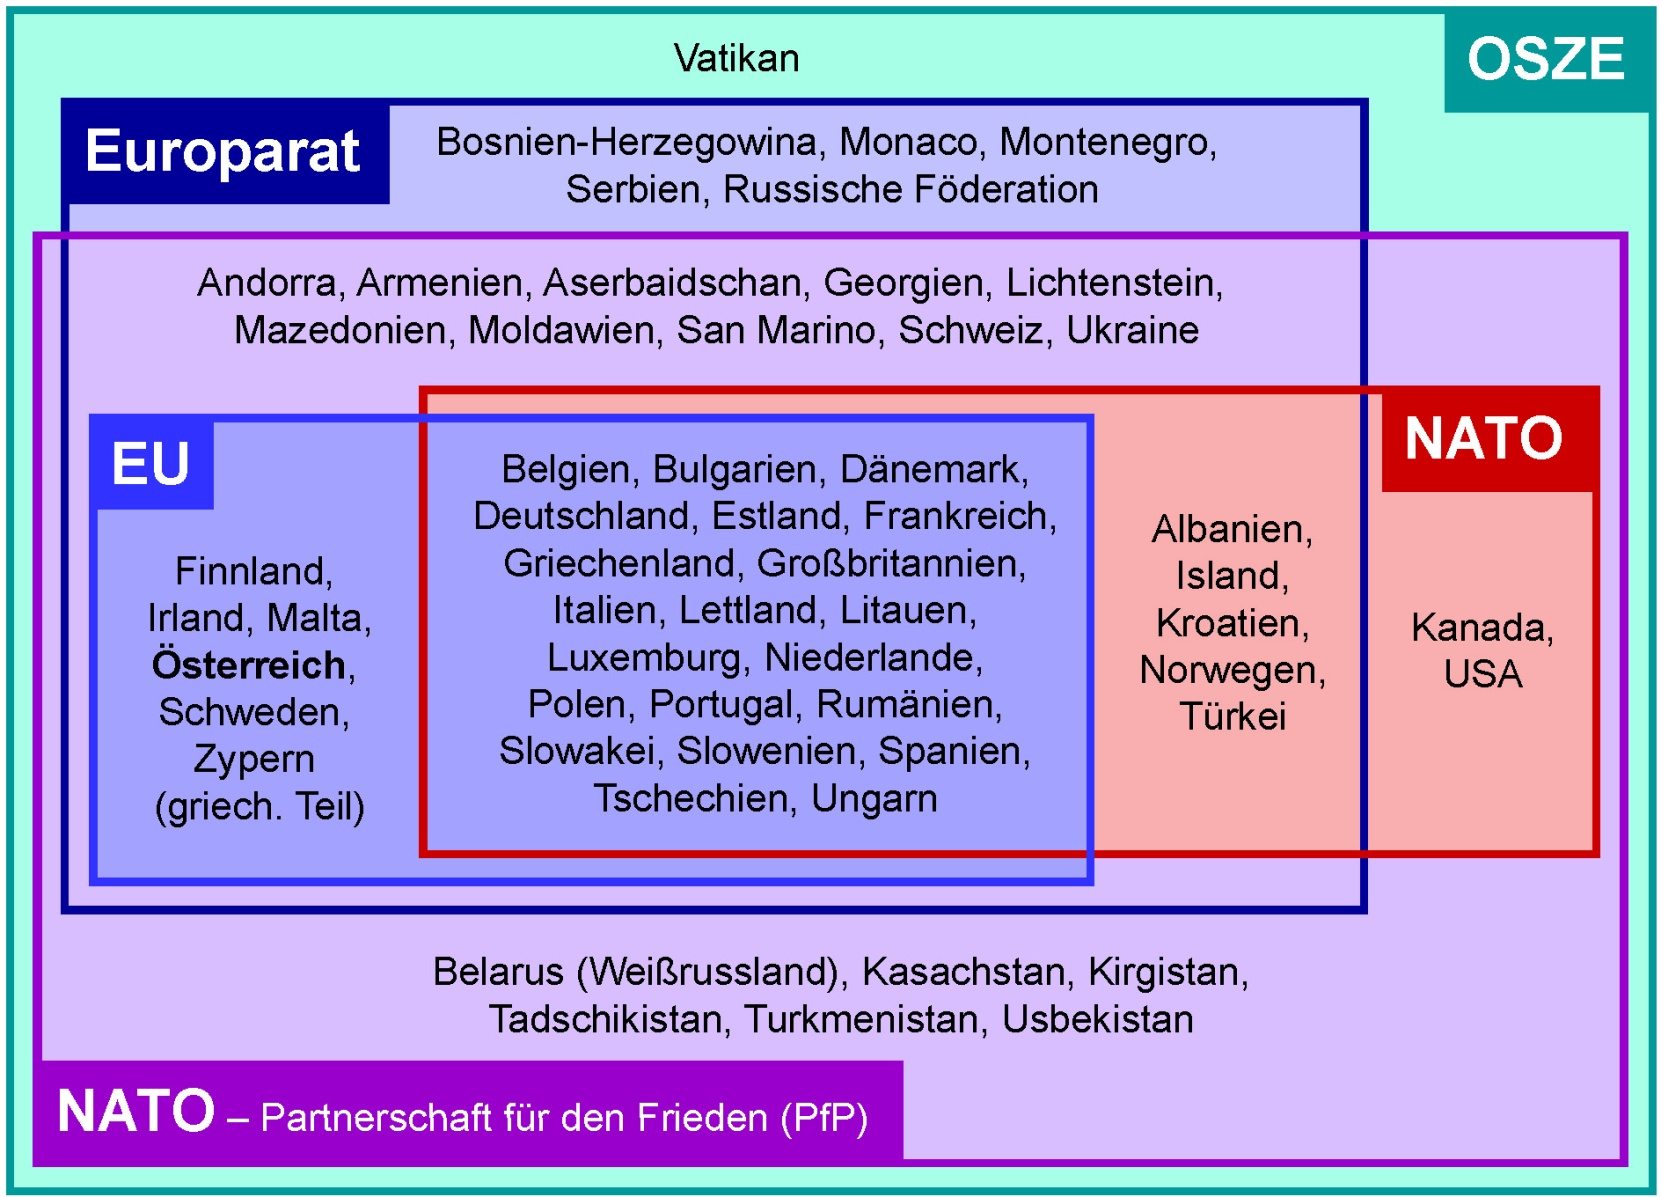 Vatikan
OSZE
Europarat
Bosnien-Herzegowina, Monaco, Montenegro,
Serbien, Russische Föderation
Andorra, Armenien, Aserbaidschan, Georgien, Lichtenstein,
Mazedonien, Moldawien, San Marino, Schweiz, Ukraine
EU
NATO
Finnland,
Irland, Malta,
Österreich,
Schweden,
Zypern
(griech. Teil)
Belgien, Bulgarien, Dänemark,
Deutschland, Estland, Frankreich,
Griechenland, Großbritannien,
Italien, Lettland, Litauen,
Luxemburg, Niederlande,
Polen, Portugal, Rumänien,
Slowakei, Slowenien, Spanien,
Tschechien, Ungarn
Albanien,
Island,
Kroatien,
Norwegen,
Türkei
Kanada,
USA
Belarus (Weißrussland), Kasachstan, Kirgistan,
Tadschikistan, Turkmenistan, Usbekistan
NATO – Partnerschaft für den Frieden (PfP)